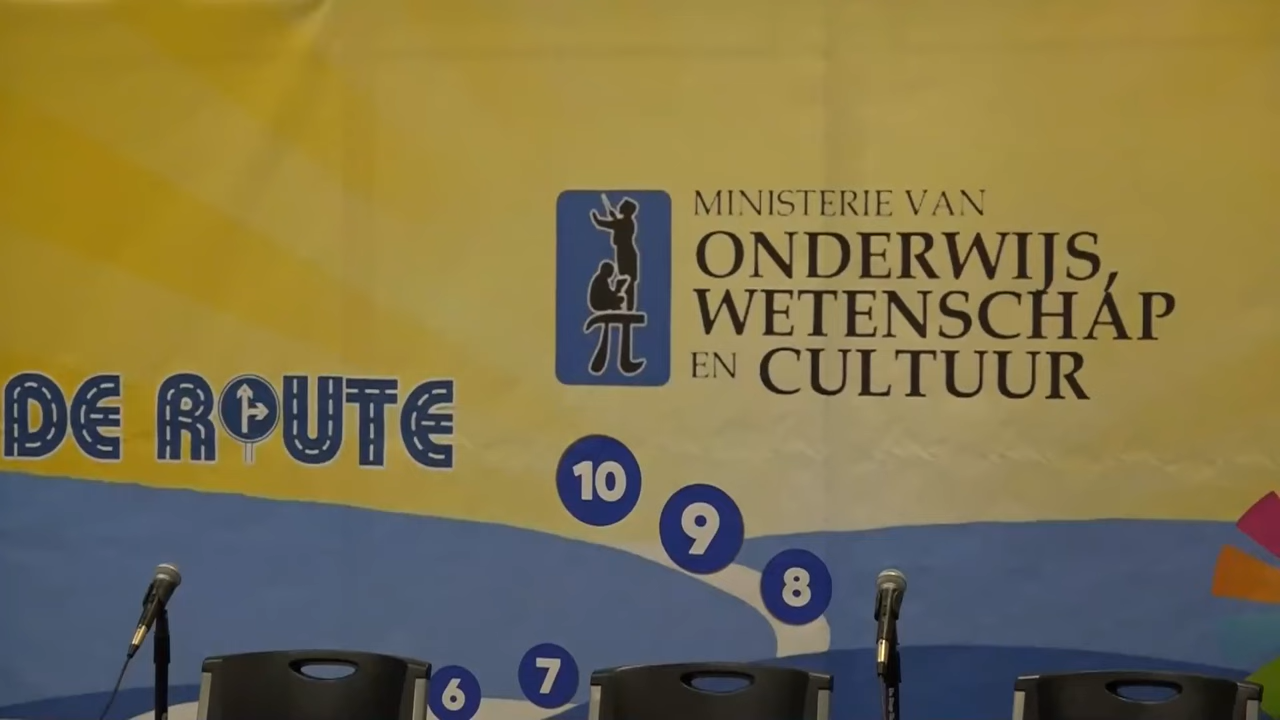 MINISTERIE VAN
ONDERWIJS,
WETENSCHAP
EN CULTUUR
DE ROUTE
10
9
8
7
6